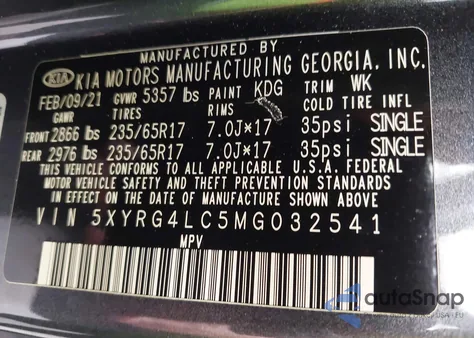 MANUFACTURED BY
KIA KIA MOTORS MANUFACTURING GEORGIA, INC.
FEB/09/21 GVWR 5357 lbs PAINT KDG TRIM WK
GAWR TIRES RIMS COLD TIRE INFL
FRONT 2866 lbs 235/65R17 7.0J*17 35psi SINGLE
REAR 2976 lbs 235/65R17 7.0J*17 35psi SINGLE
THIS VEHICLE CONFORMS TO ALL APPLICABLE U.S.A. FEDERAL
MOTOR VEHICLE SAFETY AND THEFT PREVENTION STANDARDS
IN EFFECT ON THE DATE OF MANUFACTURE SHOWN ABOVE.
VIN 5XYRG4LC5MG032541
MPV
autoSnap